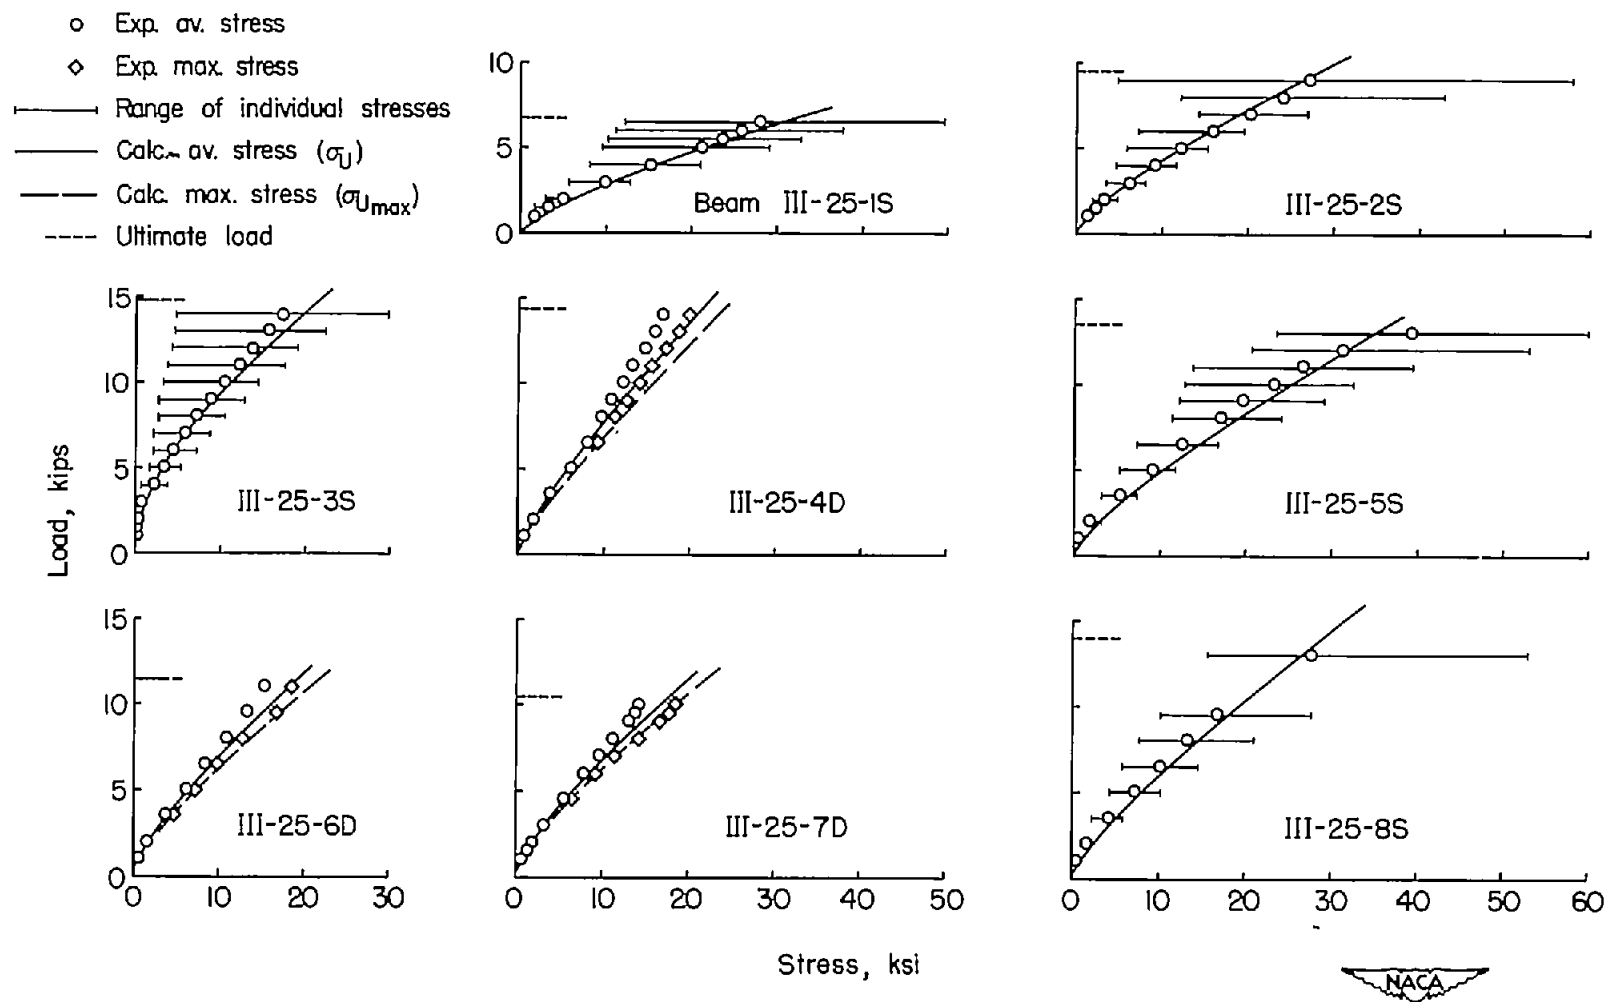 Exp. av. stress
Exp. max. stress
Range of individual stresses
Calc. av. stress (σU)
Calc. max. stress (σUmax)
Ultimate load
10
5
0
Beam III-25-1S
III-25-2S
15
10
5
0
III-25-3S
III-25-4D
III-25-5S
Load, kips
15
10
5
0
III-25-6D
III-25-7D
III-25-8S
0 10 20 30
0 10 20 30 40 50
0 10 20 30 40 50 60
Stress, ksi
NACA